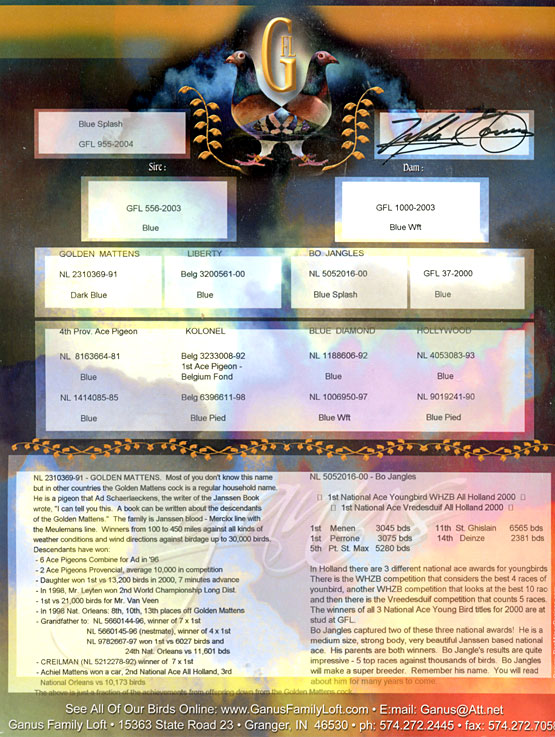 GFL
Blue Splash
GFL 955-2004
Sire :
Dam :
GFL 556-2003
Blue
GFL 1000-2003
Blue Wft
GOLDEN MATTENS LIBERTY BO JANGLES
NL 2310369-91 Belg 3200561-00 NL 5052016-00 GFL 37-2000
Dark Blue Blue Blue Splash Blue
4th Prov. Ace Pigeon KOLONEL BLUE DIAMOND HOLLYWOOD
NL 8163664-81 Belg 3233008-92 NL 1188606-92 NL 4053083-93
1st Ace Pigeon -
Blue Belgium Fond Blue Blue
NL 1414085-85 Belg 6396611-98 NL 1006950-97 NL 9019241-90
Blue Blue Pied Blue Wft Blue Pied
NL 2310369-91 - GOLDEN MATTENS. Most of you don't know this name
but in other countries the Golden Mattens cock is a regular household name.
He is a pigeon that Ad Schaerlaeckens, the writer of the Janssen Book
wrote, "I can tell you this. A book can be written about the descendants
of the Golden Mattens." The family is Janssen blood - Merckx line with
the Meulemans line. Winners from 100 to 450 miles against all kinds of
weather conditions and wind directions against birdage up to 30,000 birds.
Descendants have won:
- 6 Ace Pigeons Combine for Ad in '96
- 2 Ace Pigeons Provencial, average 10,000 in competition
- Daughter won 1st vs 13,200 birds in 2000, 7 minutes advance
- In 1998, Mr. Leyten won 2nd World Championship Long Dist.
- 1st vs 21,000 birds for Mr. Van Veen
- In 1998 Nat. Orleans: 8th, 10th, 13th places off Golden Mattens
- Grandfather to: NL 5660144-96, winner of 7 x 1st
NL 5660145-96 (nestmate), winner of 4 x 1st
NL 9782667-97 won 1st vs 6027 birds and
24th Nat. Orleans vs 11,601 bds
- CREILMAN (NL 5212278-92) winner of 7 x 1st
- Achiel Mattens won a car, 2nd National Ace All Holland, 3rd
National Orleans vs 10,173 birds
The above is just a fraction of the achievements from offspring down from the Golden Mattens cock.
NL 5052016-00 - Bo Jangles
1st National Ace Youngbird WHZB All Holland 2000
1st National Ace Vredesduif All Holland 2000
1st Menen 3045 bds 11th St. Ghislain 6565 bds
1st Perrone 3075 bds 14th Deinze 2381 bds
5th Pt. St. Max 5280 bds
In Holland there are 3 different national ace awards for youngbirds
There is the WHZB competition that considers the best 4 races of
younbird, another WHZB competition that looks at the best 10 rac
and then there is the Vreedesduif competition that counts 5 races.
The winners of all 3 National Ace Young Bird titles for 2000 are at
stud at GFL.
Bo Jangles captured two of these three national awards! He is a
medium size, strong body, very beautiful Janssen based national
ace. His parents are both winners. Bo Jangle's results are quite
impressive - 5 top races against thousands of birds. Bo Jangles
will make a super breeder. Remember his name. You will read
about him for many years to come.
See All Of Our Birds Online: www.GanusFamilyLoft.com • E:mail: Ganus@Att.net
Ganus Family Loft • 15363 State Road 23 • Granger, IN 46530 • ph: 574.272.2445 • fax: 574.272.7055